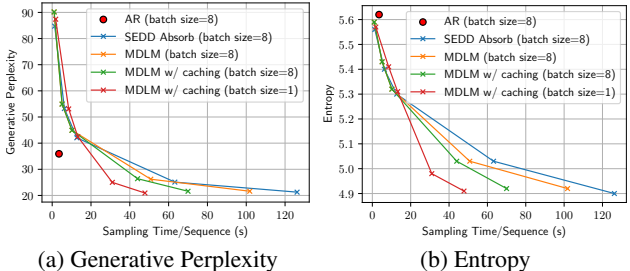 AR (batch size=8)
SEDD Absorb (batch size=8)
MDLM (batch size=8)
MDLM w/ caching (batch size=8)
MDLM w/ caching (batch size=1)
Generative Perplexity
90
80
70
60
50
40
30
20
0 20 40 60 80 100 120
Sampling Time/Sequence (s)
(a) Generative Perplexity
AR (batch size=8)
SEDD Absorb (batch size=8)
MDLM (batch size=8)
MDLM w/ caching (batch size=8)
MDLM w/ caching (batch size=1)
Entropy
5.6
5.5
5.4
5.3
5.2
5.1
5.0
4.9
0 20 40 60 80 100 120
Sampling Time/Sequence (s)
(b) Entropy